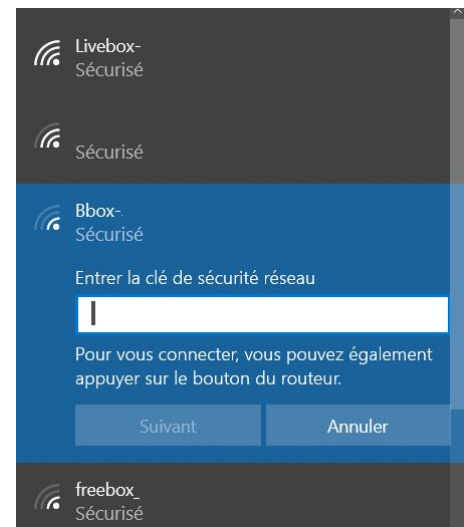 Livebox-
Sécurisé
Sécurisé
Bbox-
Sécurisé
Entrer la clé de sécurité réseau
Pour vous connecter, vous pouvez également
appuyer sur le bouton du routeur.
Suivant Annuler
freebox_
Sécurisé